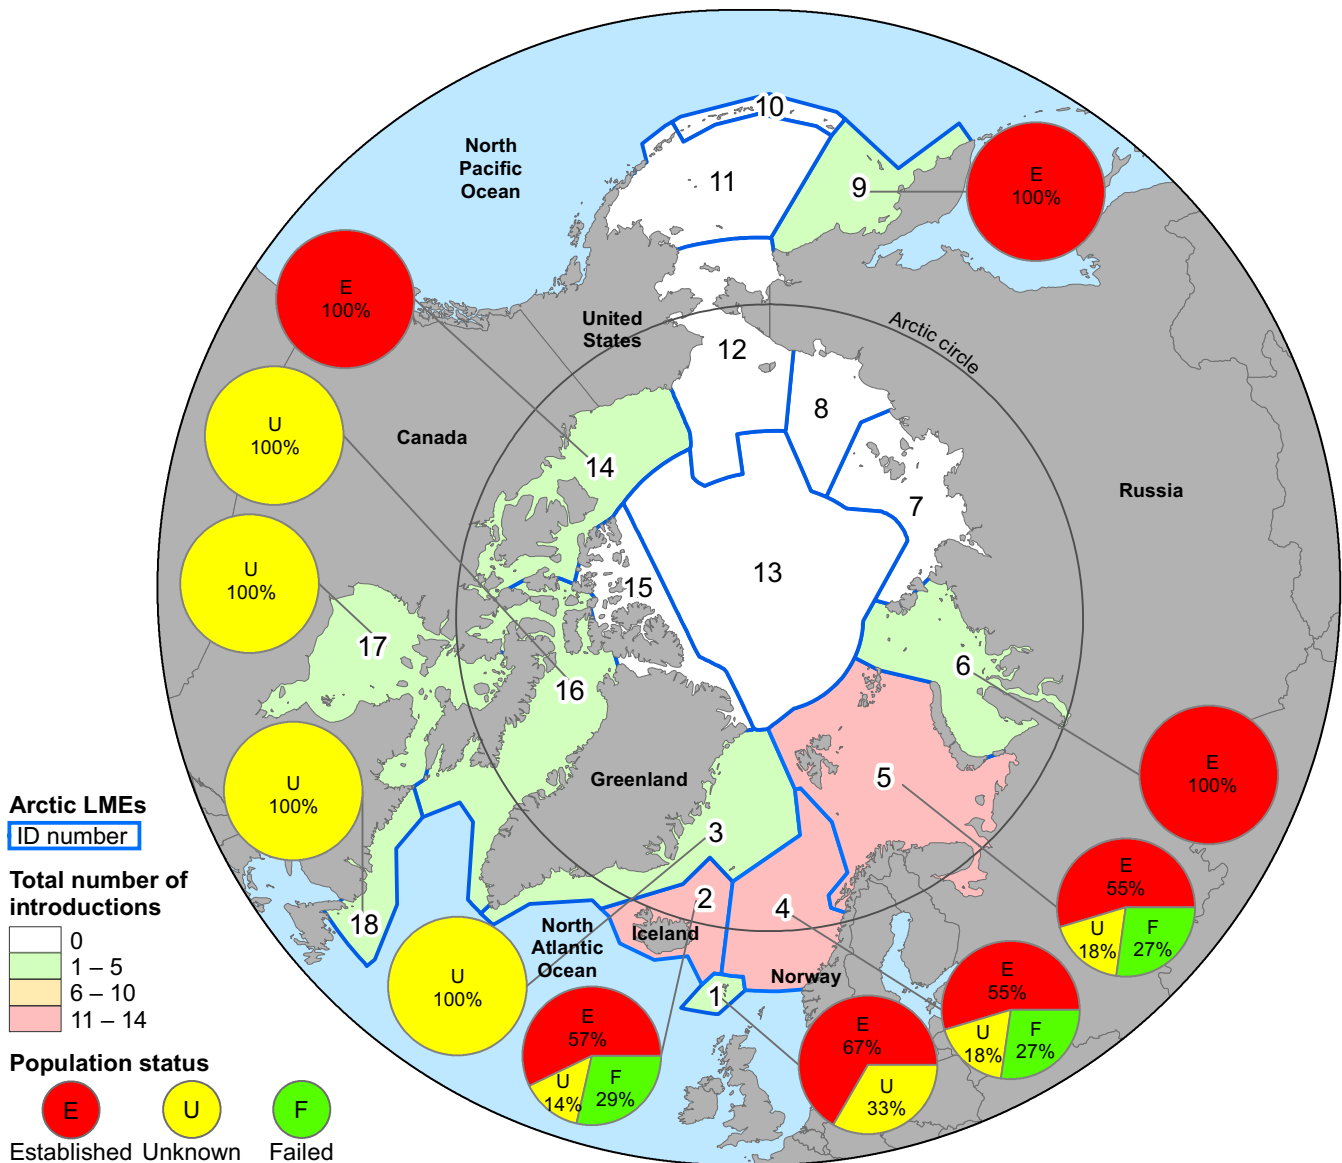 10
North
Pacific
Ocean
11
9
E
100%
E
100%
United
States
Arctic circle
12
8
U
100%
Canada
14
Russia
7
U
100%
13
15
17
16
6
U
100%
E
100%
Greenland
5
3
Arctic LMEs
ID number
Total number of
introductions
0
1 – 5
6 – 10
11 – 14
2
4
18
North
Atlantic
Ocean
Iceland
Norway
1
U
100%
E
55%
U
18%
F
27%
E
55%
U
18%
F
27%
E
57%
U
14%
F
29%
E
67%
U
33%
Population status
E
U
F
Established
Unknown
Failed